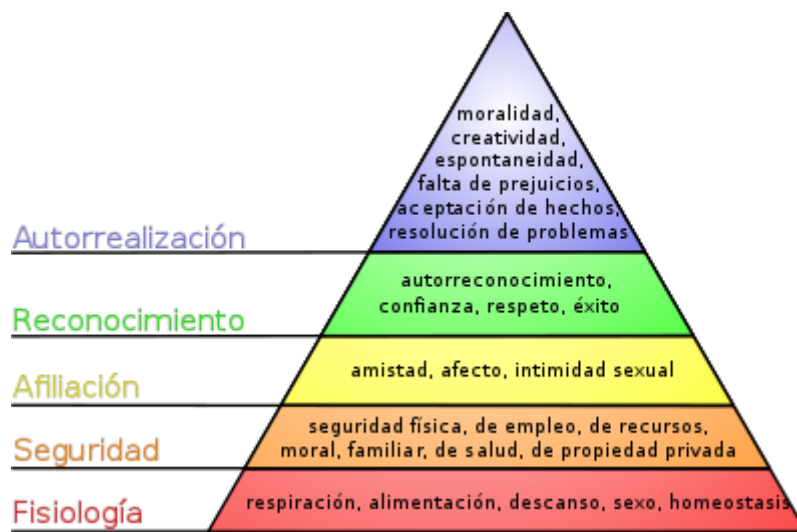 moralidad,
creatividad,
espontaneidad,
falta de prejuicios,
aceptación de hechos,
resolución de problemas
Autorrealización
autorreconocimiento,
confianza, respeto, éxito
Reconocimiento
amistad, afecto, intimidad sexual
Afiliación
seguridad física, de empleo, de recursos,
moral, familiar, de salud, de propiedad privada
Seguridad
respiración, alimentación, descanso, sexo, homeostasis
Fisiología